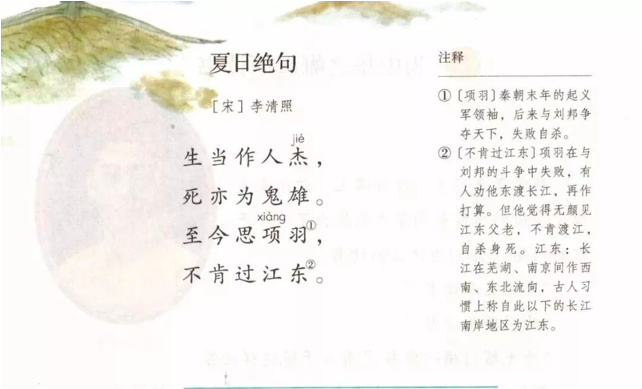 夏日绝句
［宋］李清照
jié
生当作人杰，
死亦为鬼雄。
xiàng
至今思项羽①，
不肯过江东②。
注释
①〔项羽〕秦朝末年的起义
军领袖，后来与刘邦争
夺天下，失败自杀。
②〔不肯过江东〕项羽在与
刘邦的斗争中失败，有
人劝他东渡长江，再作
打算。但他觉得无颜见
江东父老，不肯渡江，
自杀身死。江东：长
江在芜湖、南京间作西
南、东北流向，古人习
惯上称自此以下的长江
南岸地区为江东。